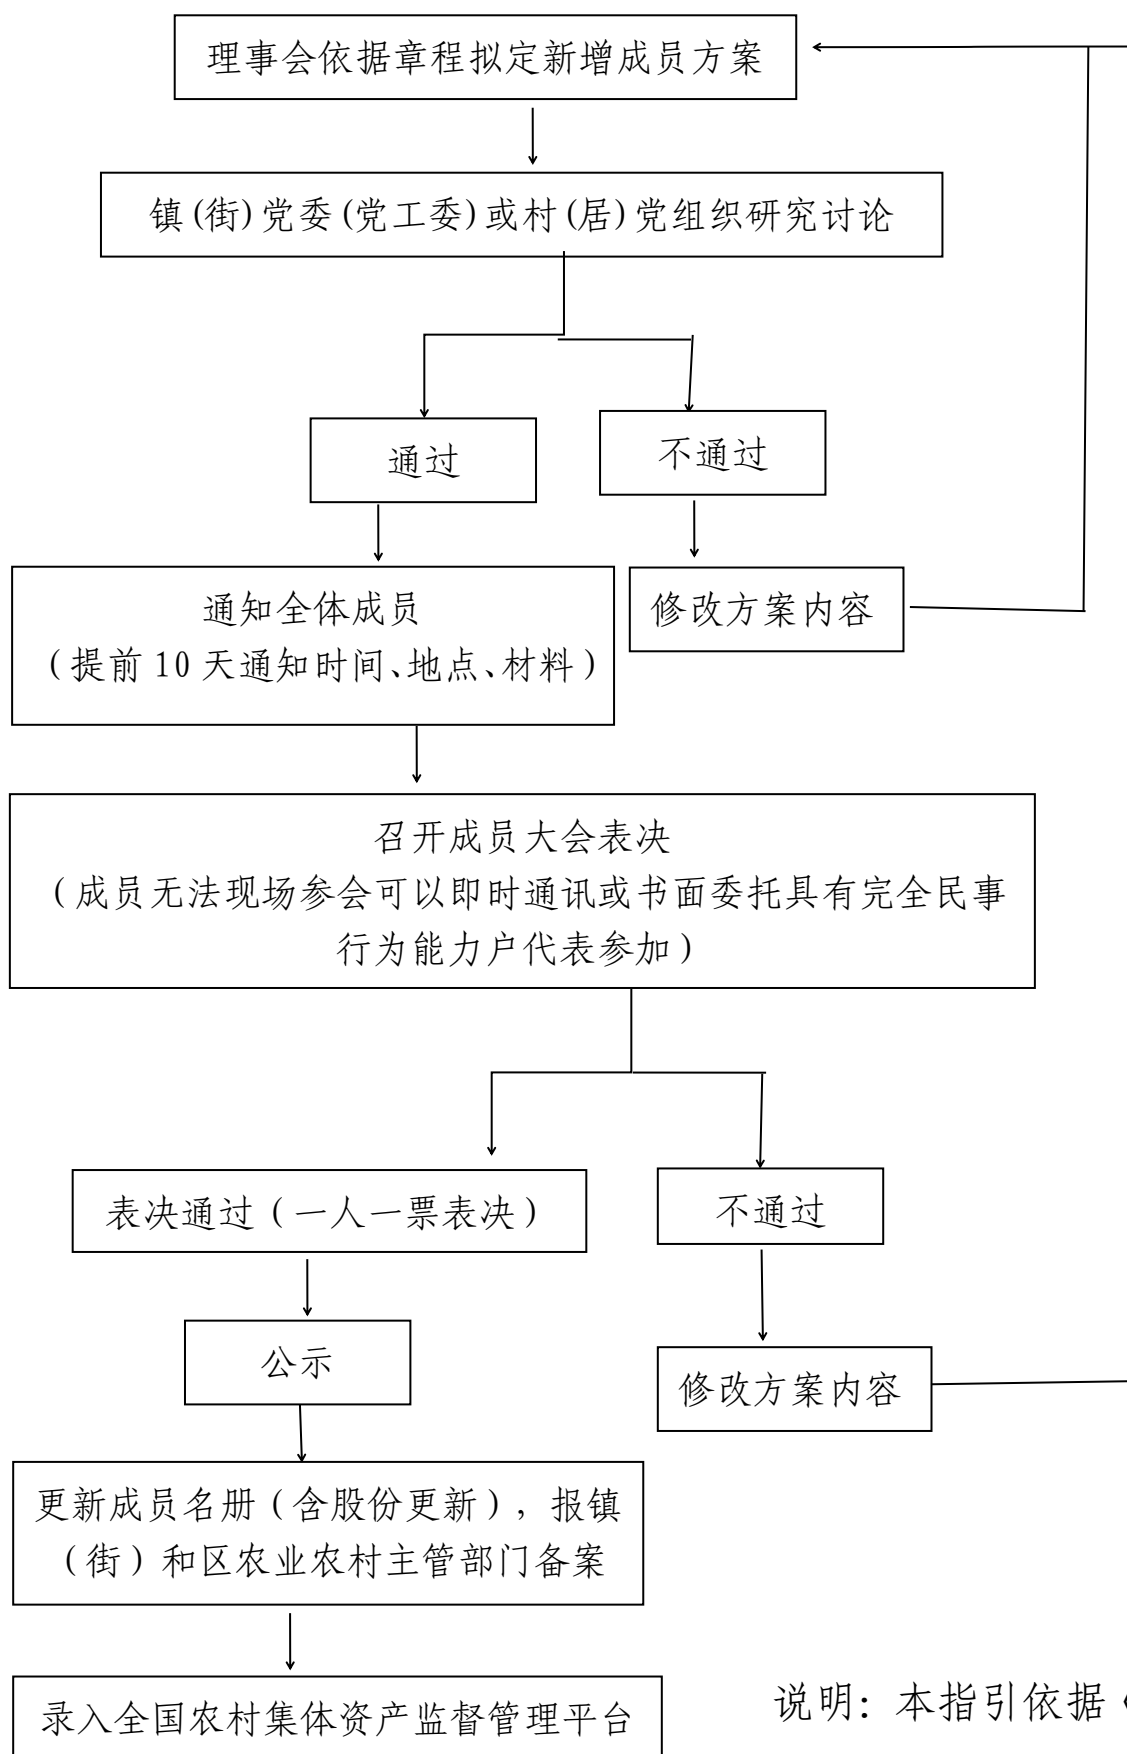 理事会依据章程拟定新增成员方案
镇(街)党委(党工委)或村(居)党组织研究讨论
通过
不通过
通知全体成员
（提前10天通知时间、地点、材料）
修改方案内容
召开成员大会表决
（成员无法现场参会可以即时通讯或书面委托具有完全民事
行为能力户代表参加）
表决通过（一人一票表决）
不通过
公示
修改方案内容
更新成员名册（含股份更新），报镇
（街）和区农业农村主管部门备案
录入全国农村集体资产监督管理平台
说明：本指引依据《